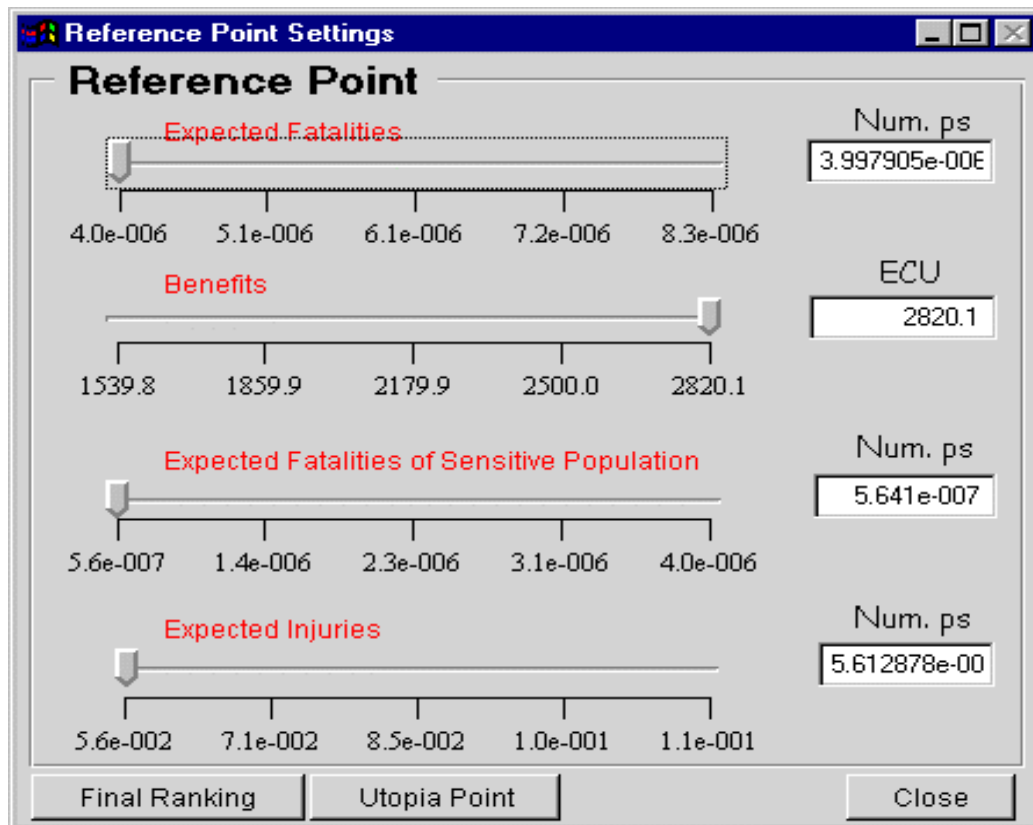 Reference Point Settings
Reference Point
Expected Fatalities
Num. ps
3.997905e-006
4.0e-006 5.1e-006 6.1e-006 7.2e-006 8.3e-006
Benefits
ECU
2820.1
1539.8 1859.9 2179.9 2500.0 2820.1
Expected Fatalities of Sensitive Population
Num. ps
5.641e-007
5.6e-007 1.4e-006 2.3e-006 3.1e-006 4.0e-006
Expected Injuries
Num. ps
5.612878e-00
5.6e-002 7.1e-002 8.5e-002 1.0e-001 1.1e-001
Final Ranking Utopia Point Close